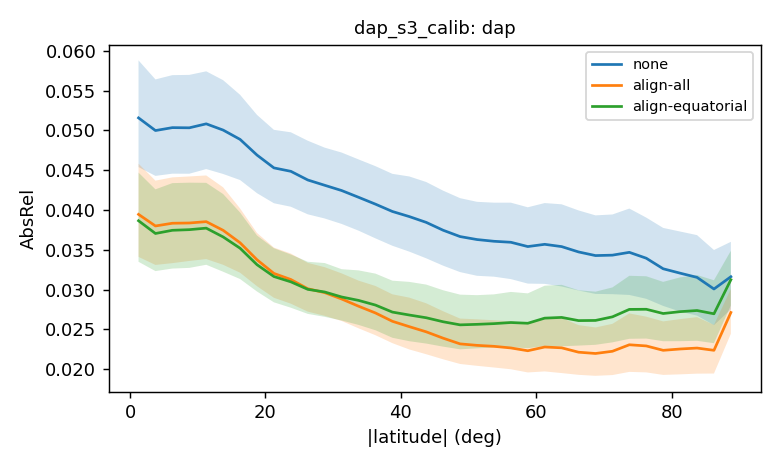 dap_s3_calib: dap
none
align-all
align-equatorial
AbsRel
0.060
0.055
0.050
0.045
0.040
0.035
0.030
0.025
0.020
0 20 40 60 80
|latitude| (deg)